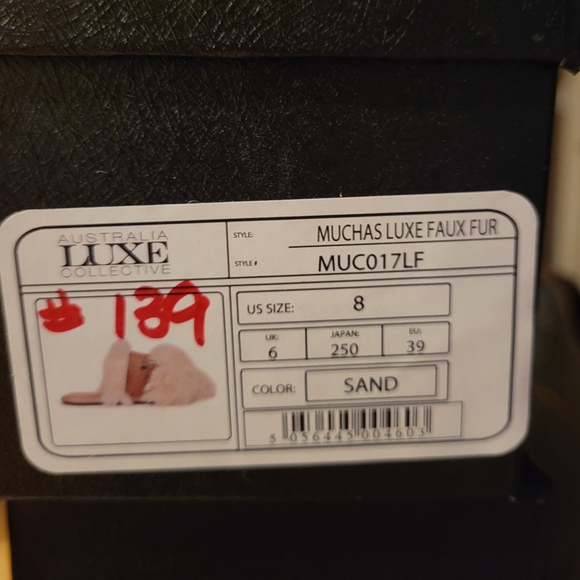 AUSTRALIA
LUXE
COLLECTIVE
STYLE: MUCHAS LUXE FAUX FUR
STYLE # MUC017LF
# 139
US SIZE: 8
UK: JAPAN: EU:
6 250 39
COLOR: SAND
5 056445 004603